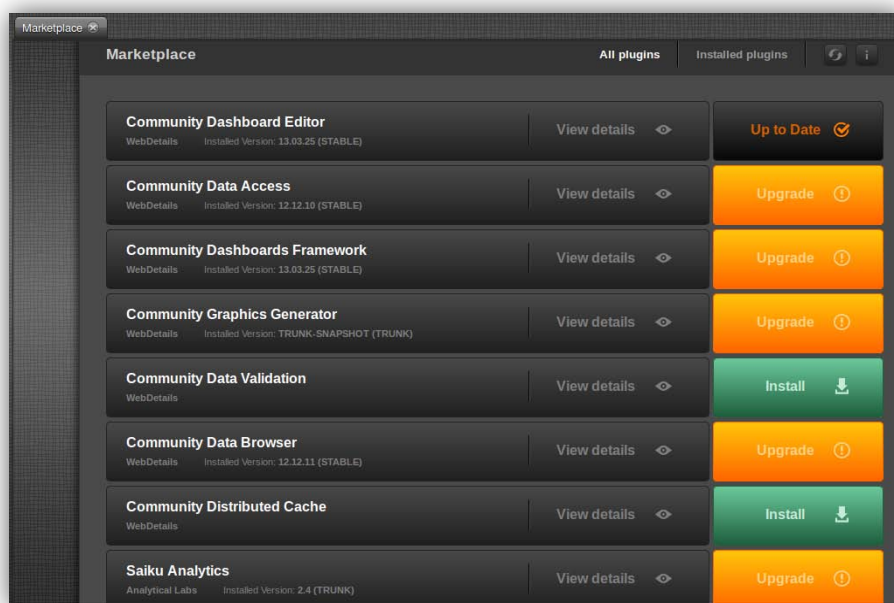 Marketplace
Marketplace All plugins Installed plugins i
Community Dashboard Editor
WebDetails Installed Version: 13.03.25 (STABLE) View details Up to Date
Community Data Access
WebDetails Installed Version: 12.12.10 (STABLE) View details Upgrade
Community Dashboards Framework
WebDetails Installed Version: 13.03.25 (STABLE) View details Upgrade
Community Graphics Generator
WebDetails Installed Version: TRUNK-SNAPSHOT (TRUNK) View details Upgrade
Community Data Validation
WebDetails View details Install
Community Data Browser
WebDetails Installed Version: 12.12.11 (STABLE) View details Upgrade
Community Distributed Cache
WebDetails View details Install
Saiku Analytics
Analytical Labs Installed Version: 2.4 (TRUNK) View details Upgrade